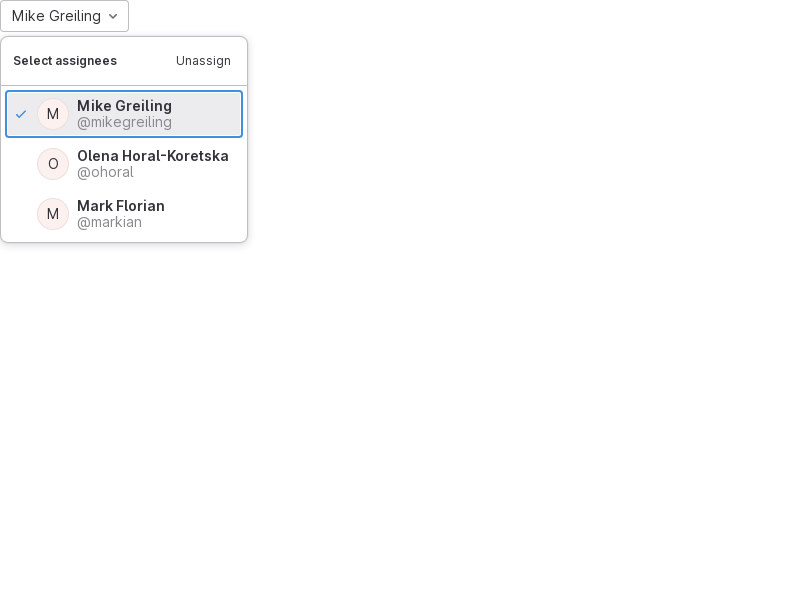 Mike Greiling
Select assignees Unassign
M Mike Greiling
@mikegreiling
O Olena Horal-Koretska
@ohoral
M Mark Florian
@markian